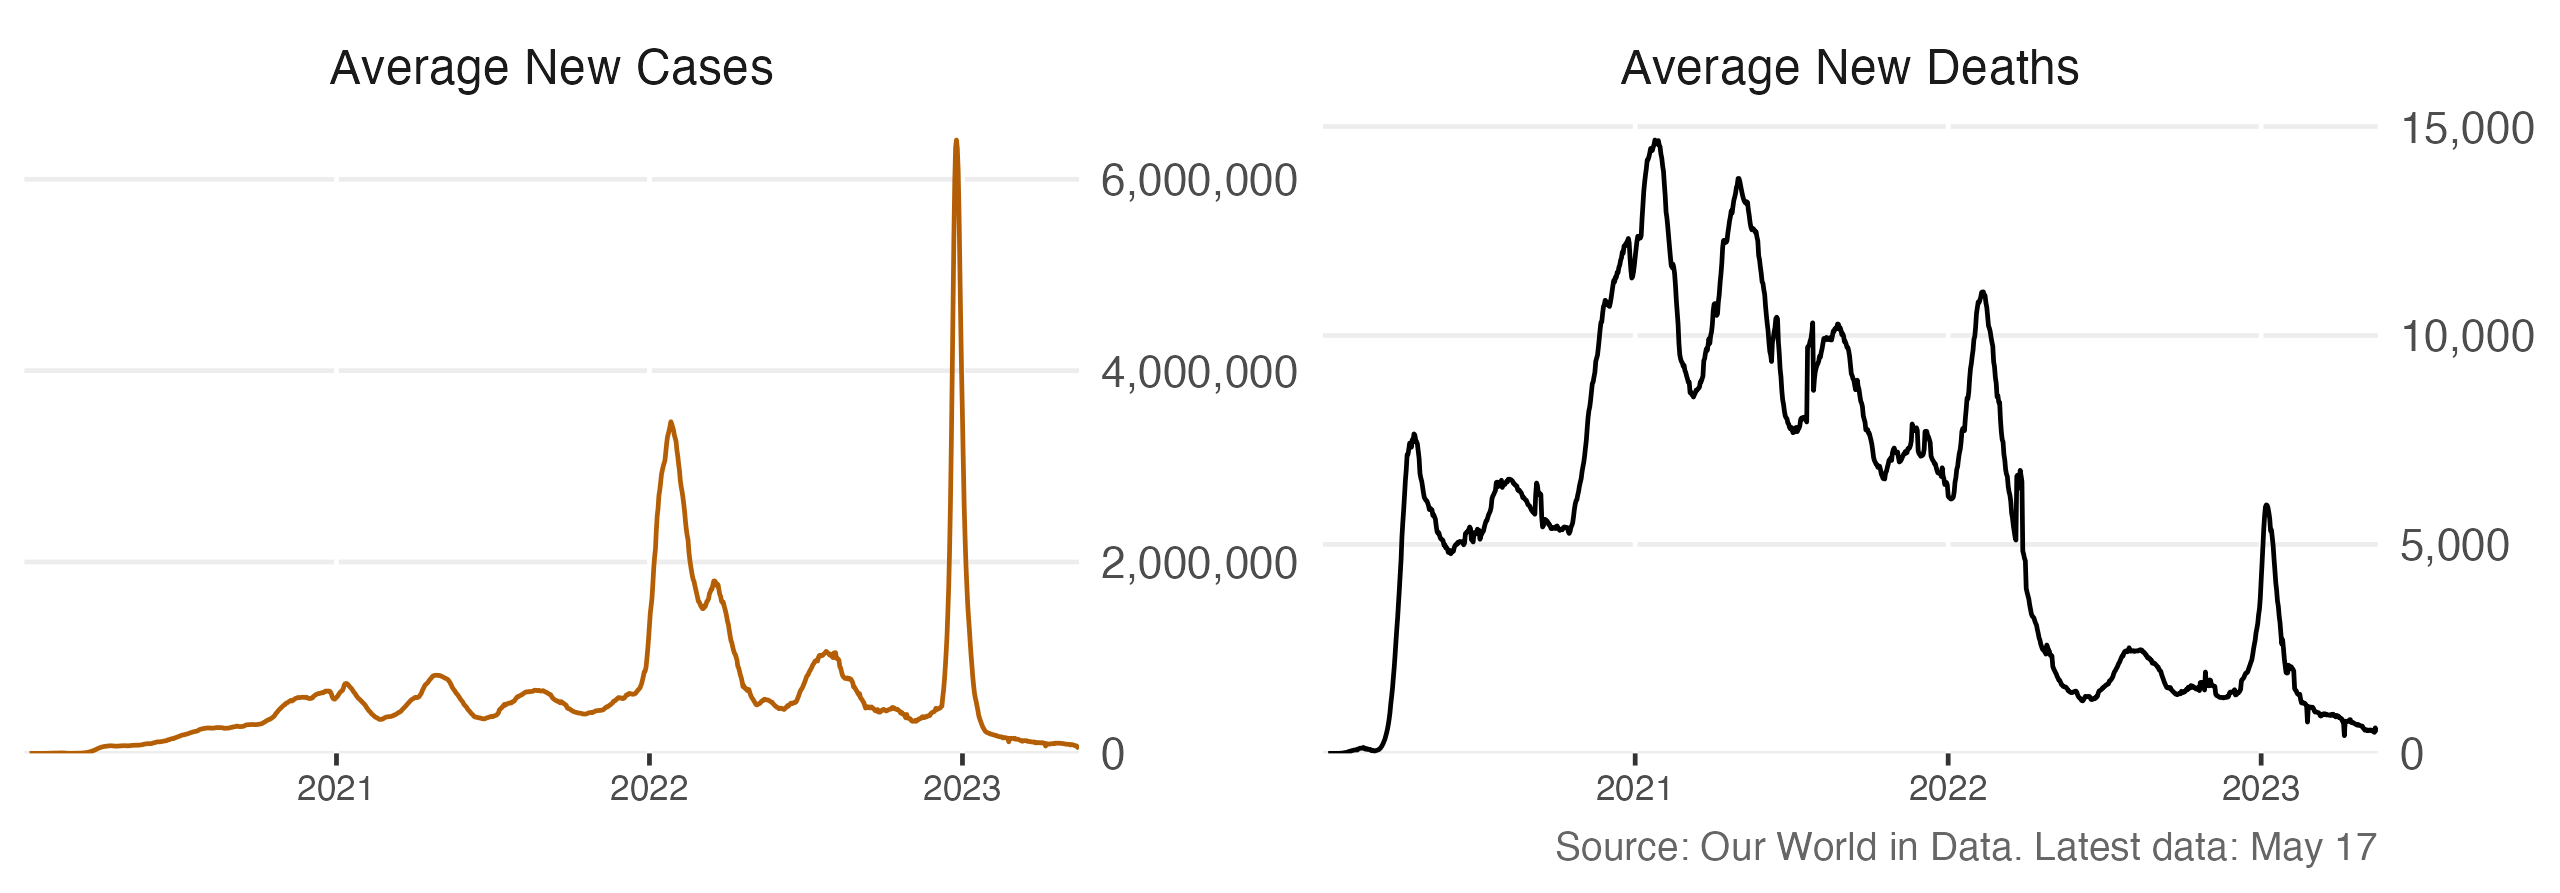 Average New Cases
6,000,000
4,000,000
2,000,000
0
2021 2022 2023
Average New Deaths
15,000
10,000
5,000
0
2021 2022 2023
Source: Our World in Data. Latest data: May 17